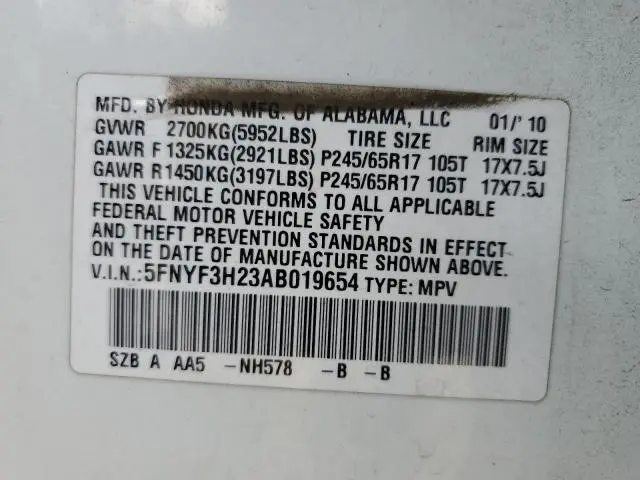 MFD. BY HONDA MFG. OF ALABAMA, LLC 01/'10
GVWR 2700KG(5952LBS) TIRE SIZE RIM SIZE
GAWR F 1325KG(2921LBS) P245/65R17 105T 17X7.5J
GAWR R 1450KG(3197LBS) P245/65R17 105T 17X7.5J
THIS VEHICLE CONFORMS TO ALL APPLICABLE
FEDERAL MOTOR VEHICLE SAFETY
AND THEFT PREVENTION STANDARDS IN EFFECT
ON THE DATE OF MANUFACTURE SHOWN ABOVE.
V.I.N.:5FNYF3H23AB019654 TYPE: MPV
SZB A AA5 -NH578 -B -B